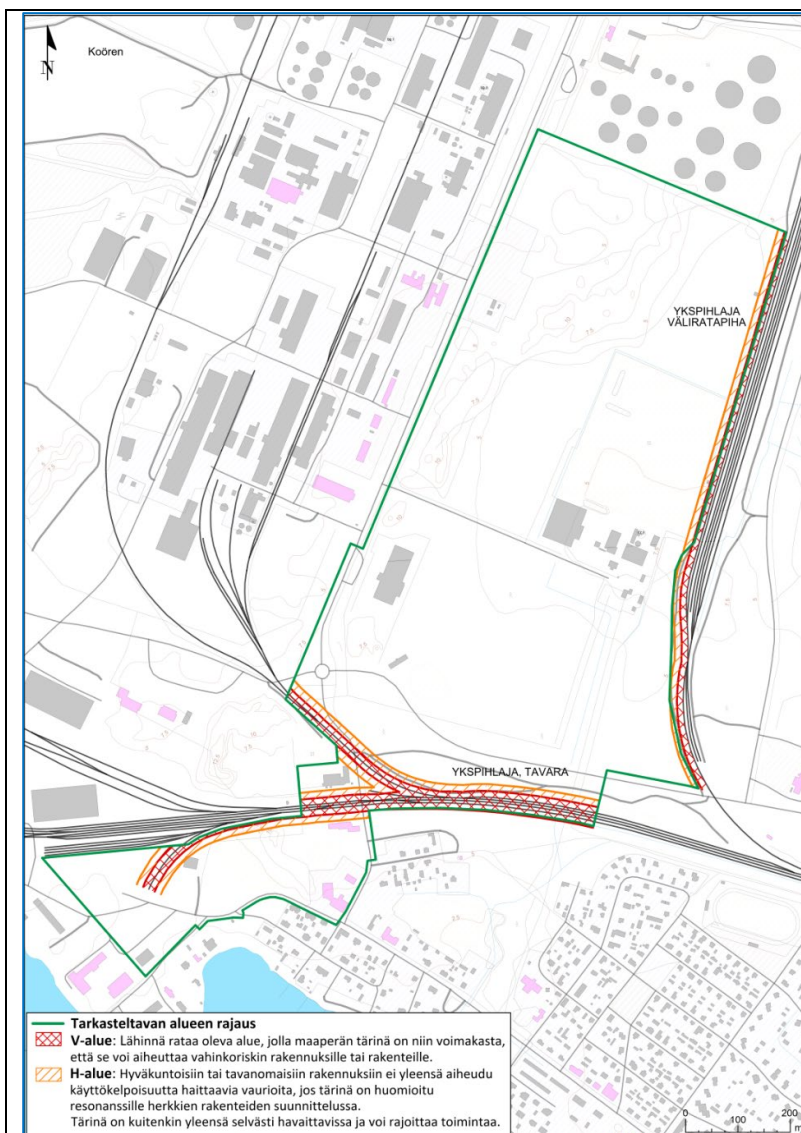 Koören
N
YKSPIHLAJA
VÄLIRATAPIHA
YKSPIHLAJA, TAVARA
Tarkasteltavan alueen rajaus
V-alue: Lähinnä rataa oleva alue, jolla maaperän tärinä on niin voimakasta,
että se voi aiheuttaa vahinkoriskin rakennuksille tai rakenteille.
H-alue: Hyväkuntoisiin tai tavanomaisiin rakennuksiin ei yleensä aiheudu
käyttökelpoisuutta haittaavia vaurioita, jos tärinä on huomioitu
resonanssille herkkien rakenteiden suunnittelussa.
Tärinä on kuitenkin yleensä selvästi havaittavissa ja voi rajoittaa toimintaa.
0 100 200
m